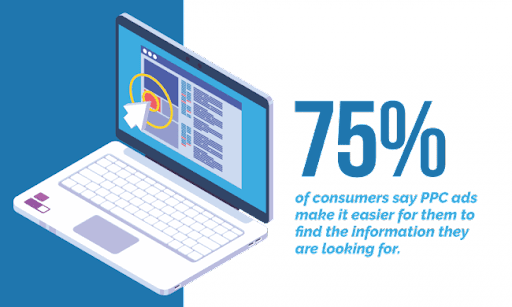 75%
of consumers say PPC ads
make it easier for them to
find the information they
are looking for.